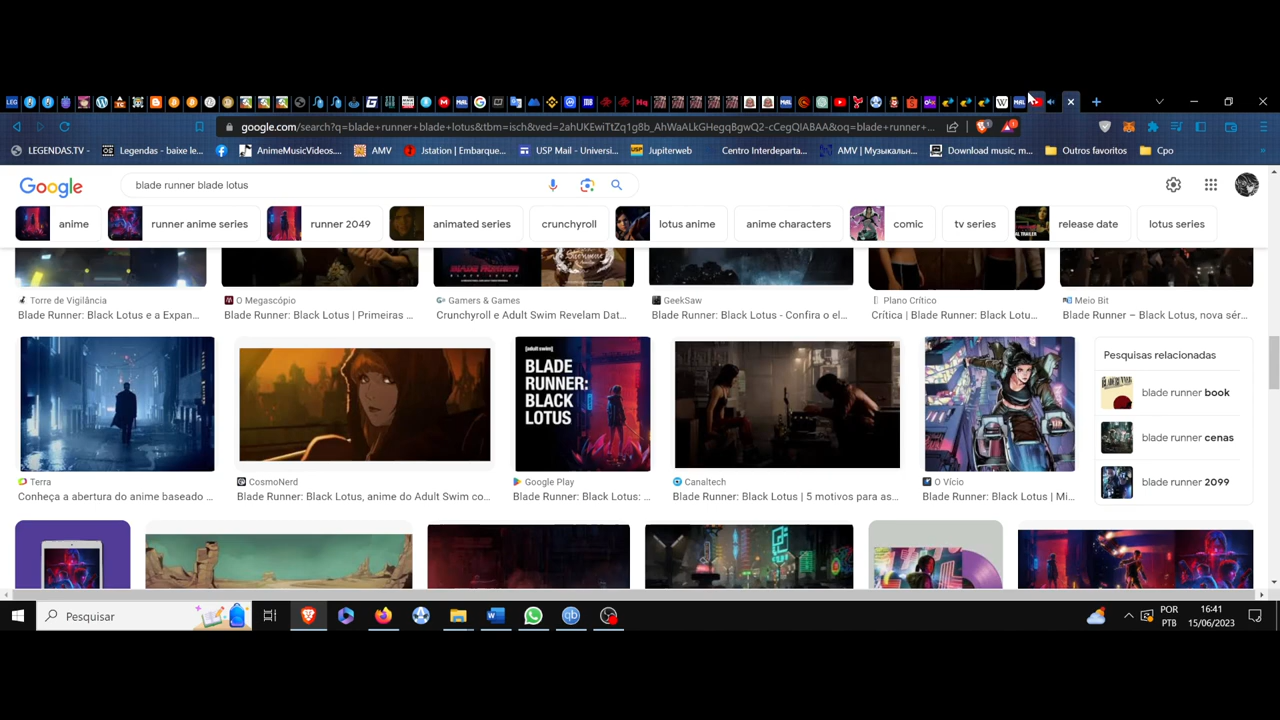 google.com/search?q=blade+runner+blade+lotus&tbm=isch&ved=2ahUKEwiTtZq1g8b_AhWaALkGHegqBgwQ2-cCegQIABAA&oq=blade+runner+...
LEGENDAS.TV -
Legendas - baixe le...
AnimeMusicVideos....
AMV
Jstation | Embarque...
USP Mail - Universi...
Jupiterweb
Centro Interdeparta...
AMV | Музыкальн...
Download music, m...
Outros favoritos
Cpo
Google
blade runner blade lotus
anime
runner anime series
runner 2049
animated series
crunchyroll
lotus anime
anime characters
comic
tv series
release date
lotus series
Torre de Vigilância
Blade Runner: Black Lotus e a Expan...
O Megascópio
Blade Runner: Black Lotus | Primeiras ...
Gamers & Games
Crunchyroll e Adult Swim Revelam Dat...
GeekSaw
Blade Runner: Black Lotus - Confira o el...
Plano Crítico
Crítica | Blade Runner: Black Lotu...
Meio Bit
Blade Runner – Black Lotus, nova sér...
[adult swim]
BLADE
RUNNER:
BLACK
LOTUS
Terra
Conheça a abertura do anime baseado ...
CosmoNerd
Blade Runner: Black Lotus, anime do Adult Swim co...
Google Play
Blade Runner: Black Lotus: ...
Canaltech
Blade Runner: Black Lotus | 5 motivos para as...
O Vício
Blade Runner: Black Lotus | Mi...
Pesquisas relacionadas
blade runner book
blade runner cenas
blade runner 2099
Pesquisar
POR
PTB
16:41
15/06/2023